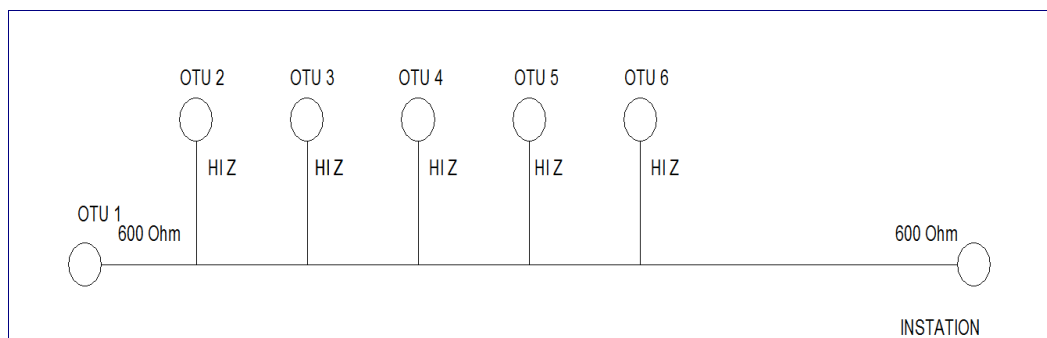 OTU 2 OTU 3 OTU 4 OTU 5 OTU 6
HI Z HI Z HI Z HI Z HI Z
OTU 1
600 Ohm 600 Ohm
INSTATION